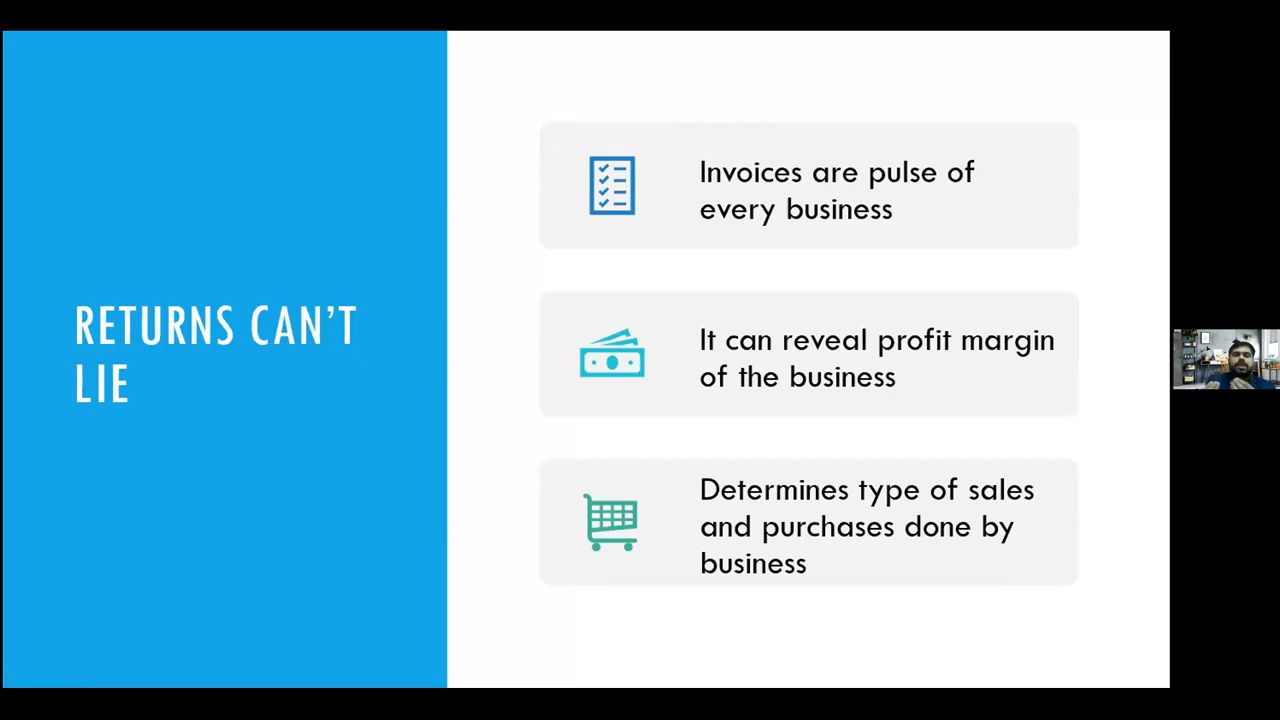 RETURNS CAN'T
LIE
Invoices are pulse of
every business
It can reveal profit margin
of the business
Determines type of sales
and purchases done by
business